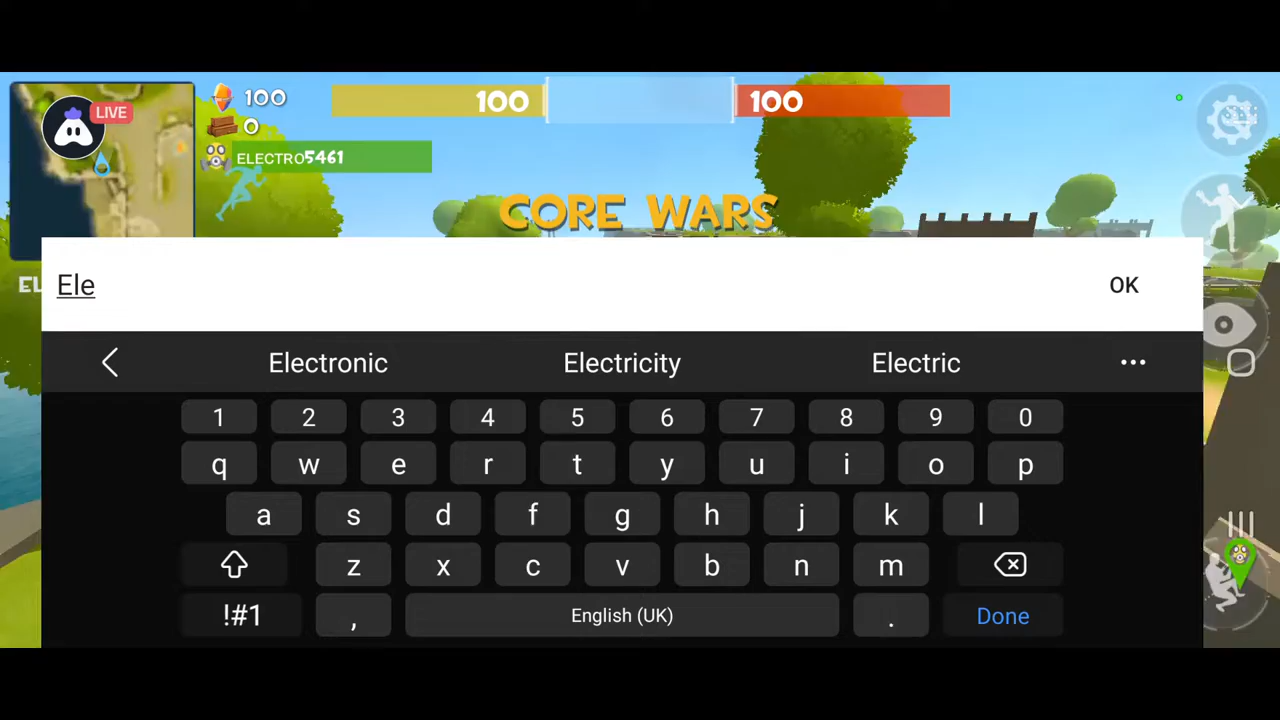 LIVE
100
0
ELECTRO5461
100
100
CORE WARS
EL
Ele
OK
Electronic Electricity Electric
1 2 3 4 5 6 7 8 9 0
q w e r t y u i o p
a s d f g h j k l
z x c v b n m
!#1 , English (UK) . Done